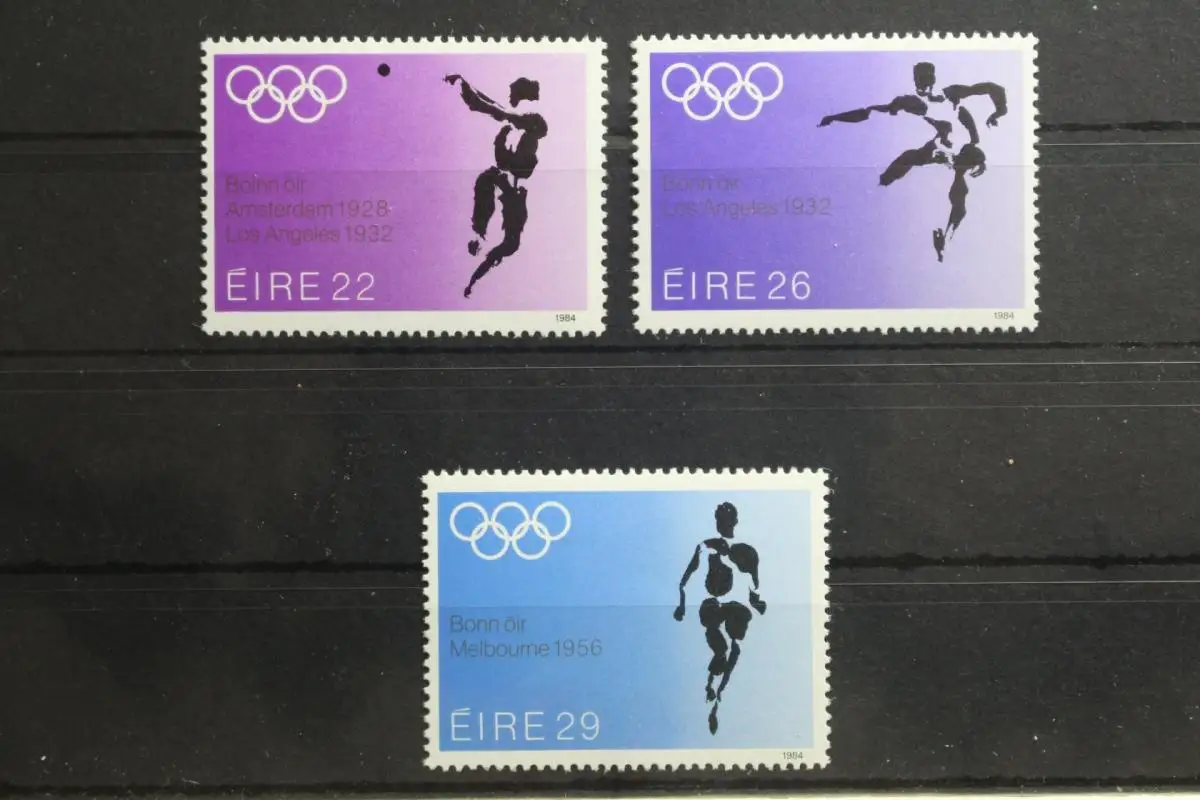 Boinn óir
Amsterdam 1928
Los Angeles 1932
ÉIRE 22
1984
Bonn óir
Los Angeles 1932
ÉIRE 26
1984
Bonn óir
Melbourne 1956
ÉIRE 29
1984